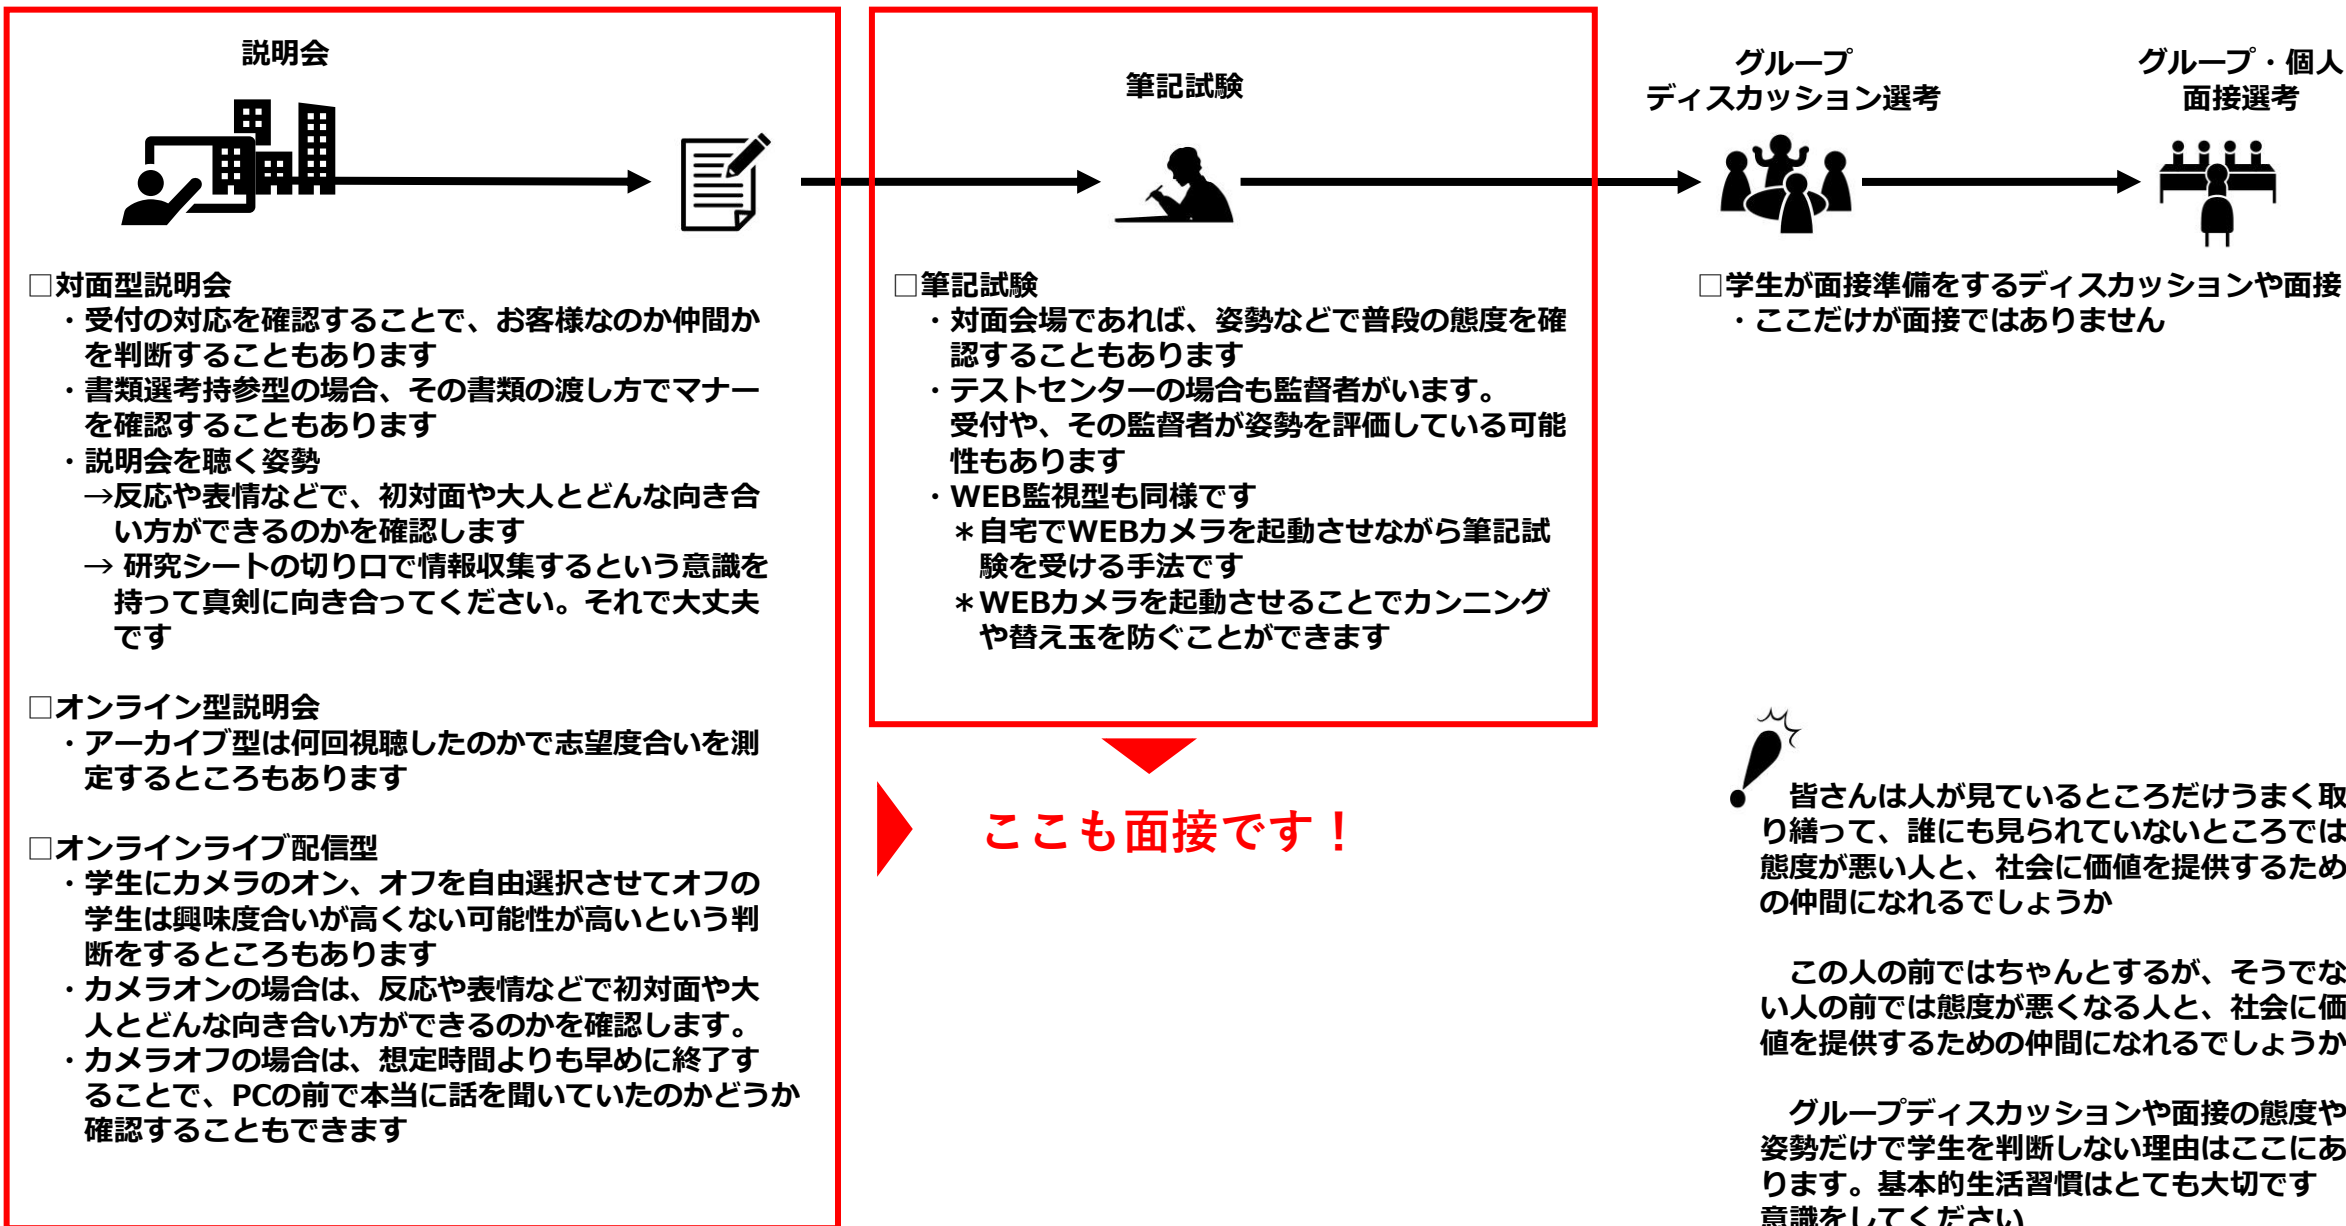 説明会
□対面型説明会
・受付の対応を確認することで、お客様なのか仲間か
を判断することもあります
・書類選考持参型の場合、その書類の渡し方でマナー
を確認することもあります
・説明会を聴く姿勢
→反応や表情などで、初対面や大人とどんな向き合
い方ができるのかを確認します
→ 研究シートの切り口で情報収集するという意識を
持って真剣に向き合ってください。それで大丈夫
です
□オンライン型説明会
・アーカイブ型は何回視聴したのかで志望度合いを測
定するところもあります
□オンラインライブ配信型
・学生にカメラのオン、オフを自由選択させてオフの
学生は興味度合いが高くない可能性が高いという判
断をするところもあります
・カメラオンの場合は、反応や表情などで初対面や大
人とどんな向き合い方ができるのかを確認します。
・カメラオフの場合は、想定時間よりも早めに終了す
ることで、PCの前で本当に話を聞いていたのかどうか
確認することもできます
筆記試験
□筆記試験
・対面会場であれば、姿勢などで普段の態度を確
認することもあります
・テストセンターの場合も監督者がいます。
受付や、その監督者が姿勢を評価している可能
性もあります
・WEB監視型も同様です
＊自宅でWEBカメラを起動させながら筆記試
験を受ける手法です
＊WEBカメラを起動させることでカンニング
や替え玉を防ぐことができます
ここも面接です！
グループ
ディスカッション選考
グループ・個人
面接選考
□学生が面接準備をするディスカッションや面接
・ここだけが面接ではありません
皆さんは人が見ているところだけうまく取
り繕って、誰にも見られていないところでは
態度が悪い人と、社会に価値を提供するため
の仲間になれるでしょうか
この人の前ではちゃんとするが、そうでな
い人の前では態度が悪くなる人と、社会に価
値を提供するための仲間になれるでしょうか
グループディスカッションや面接の態度や
姿勢だけで学生を判断しない理由はここにあ
ります。基本的生活習慣はとても大切です
意識をしてください